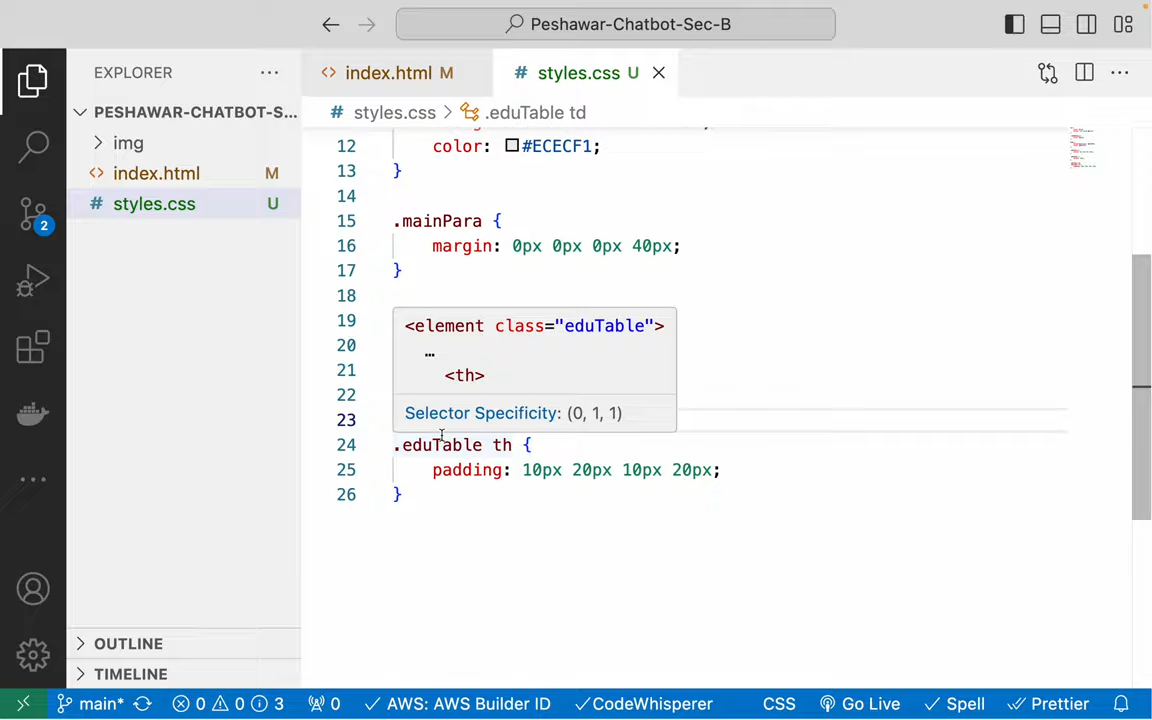 Peshawar-Chatbot-Sec-B
EXPLORER
PESHAWAR-CHATBOT-S...
img
index.html M
styles.css U
OUTLINE
TIMELINE
index.html M
styles.css U
styles.css > .eduTable td
12 color: #ECECF1;
13 }
14
15 .mainPara {
16 margin: 0px 0px 0px 40px;
17 }
18
19
20
21
22
23
<element class="eduTable">
…
<th>
Selector Specificity: (0, 1, 1)
24 .eduTable th {
25 padding: 10px 20px 10px 20px;
26 }
2
main* 0 0 3 0 AWS: AWS Builder ID CodeWhisperer CSS Go Live Spell Prettier